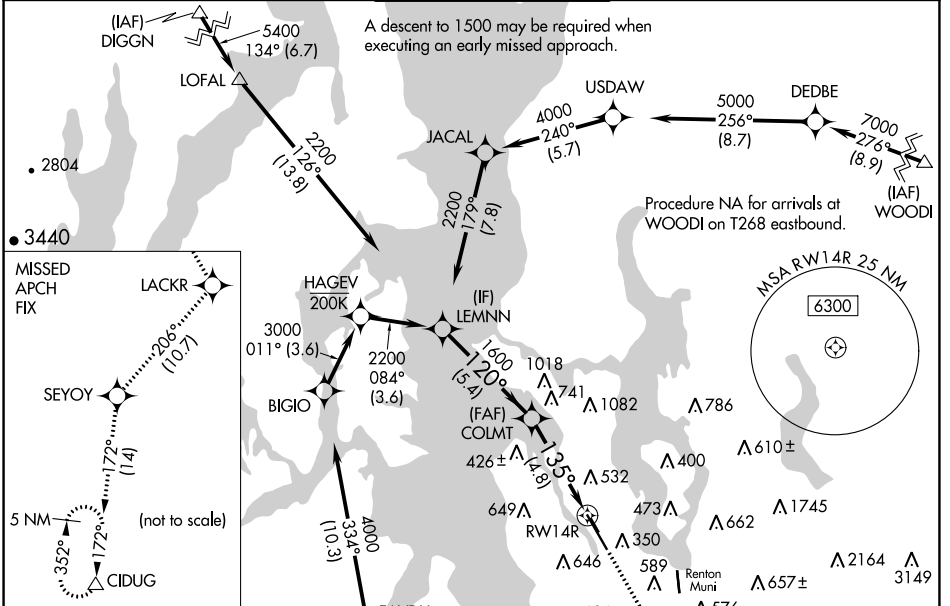 (IAF)
DIGGN
5400
134° (6.7)
LOFAL
A descent to 1500 may be required when
executing an early missed approach.
USDAW
DEDBE
JACAL
4000
240°
(5.7)
5000
256°
(8.7)
7000
276°
(8.9)
(IAF)
WOODI
2200
126°
(13.8)
2200
179°
(7.8)
Procedure NA for arrivals at
WOODI on T268 eastbound.
2804
3440
MISSED
APCH
FIX
LACKR
206°
(10.7)
SEYOY
172°
(14)
5 NM
(not to scale)
352°
172°
CIDUG
HAGEV
200K
3000
011° (3.6)
BIGIO
2200
084°
(3.6)
(IF)
LEMNN
1600
120°
(5.4)
(FAF)
COLMT
135°
(4.8)
RW14R
4000
334°
(10.3)
MSA RW14R 25 NM
6300
1018
741
1082
786
426±
532
400
610±
649
473
662
1745
350
646
589
Renton
Muni
657±
2164
3149
576